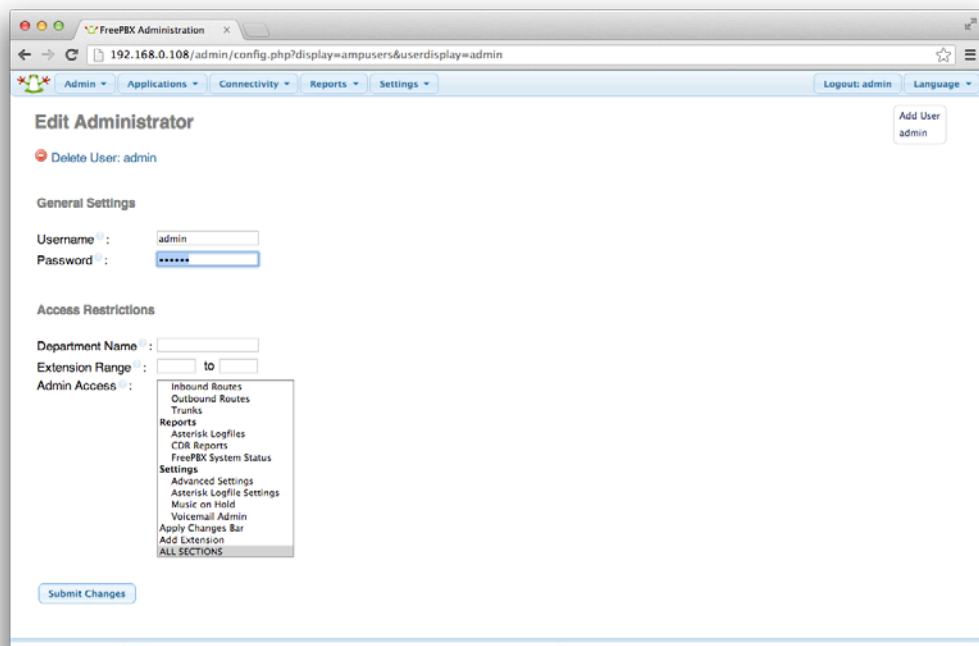 FreePBX Administration
192.168.0.108/admin/config.php?display=ampusers&userdisplay=admin
Admin Applications Connectivity Reports Settings Logout: admin Language
Edit Administrator
Add User
admin
Delete User: admin
General Settings
Username : admin
Password : ••••••
Access Restrictions
Department Name :
Extension Range : to
Admin Access :
Inbound Routes
Outbound Routes
Trunks
Reports
Asterisk Logfiles
CDR Reports
FreePBX System Status
Settings
Advanced Settings
Asterisk Logfile Settings
Music on Hold
Voicemail Admin
Apply Changes Bar
Add Extension
ALL SECTIONS
Submit Changes